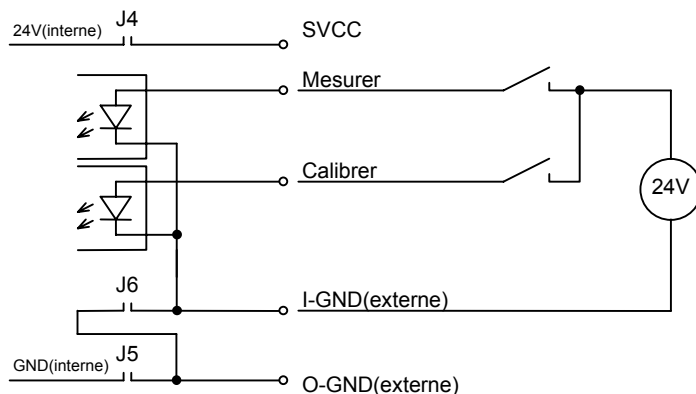 J4
24V(interne)
SVCC
Mesurer
Calibrer
24V
J6
I-GND(externe)
J5
GND(interne)
O-GND(externe)